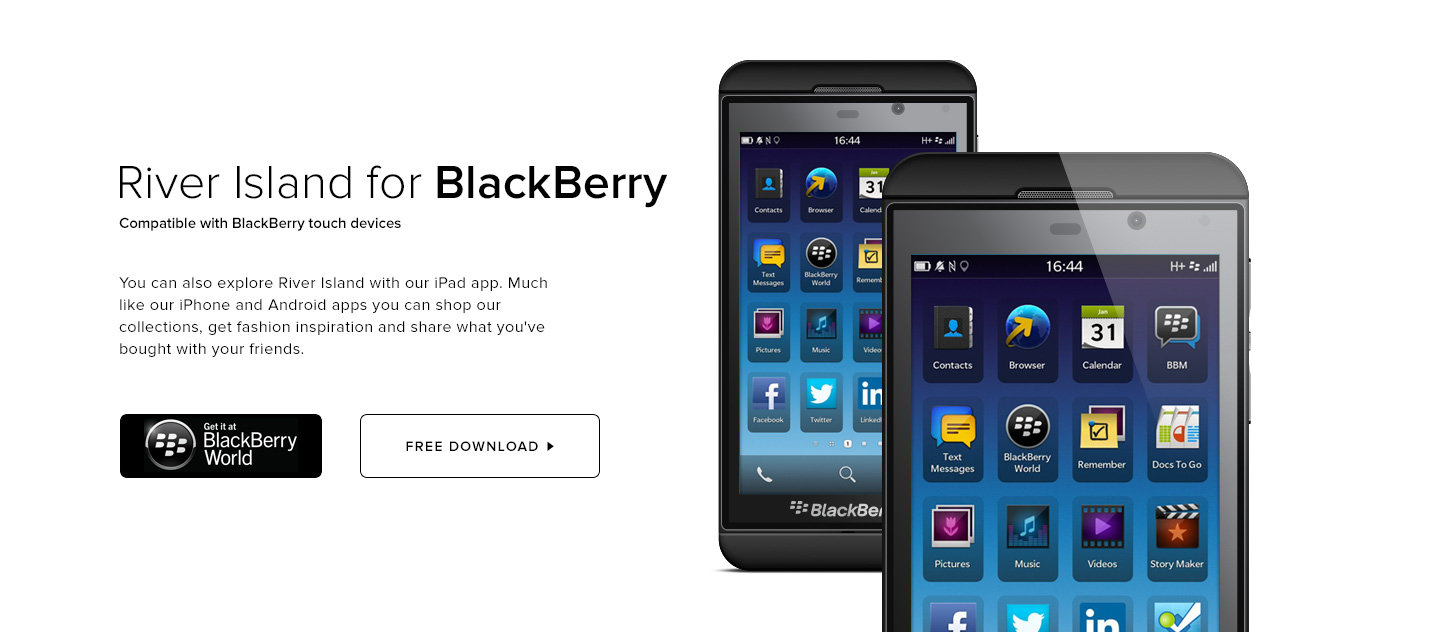 River Island for BlackBerry
Compatible with BlackBerry touch devices
You can also explore River Island with our iPad app. Much
like our iPhone and Android apps you can shop our
collections, get fashion inspiration and share what you've
bought with your friends.
Get it at
BlackBerry
World
FREE DOWNLOAD
16:44
H+
Jan
31
Contacts
Browser
Text
Messages
BlackBerry
World
Pictures
Music
Facebook
Twitter
in
1
16:44
H+
Jan
31
Contacts
Browser
Calendar
BBM
Text
Messages
BlackBerry
World
Remember
Docs To Go
Pictures
Music
Videos
Story Maker
in